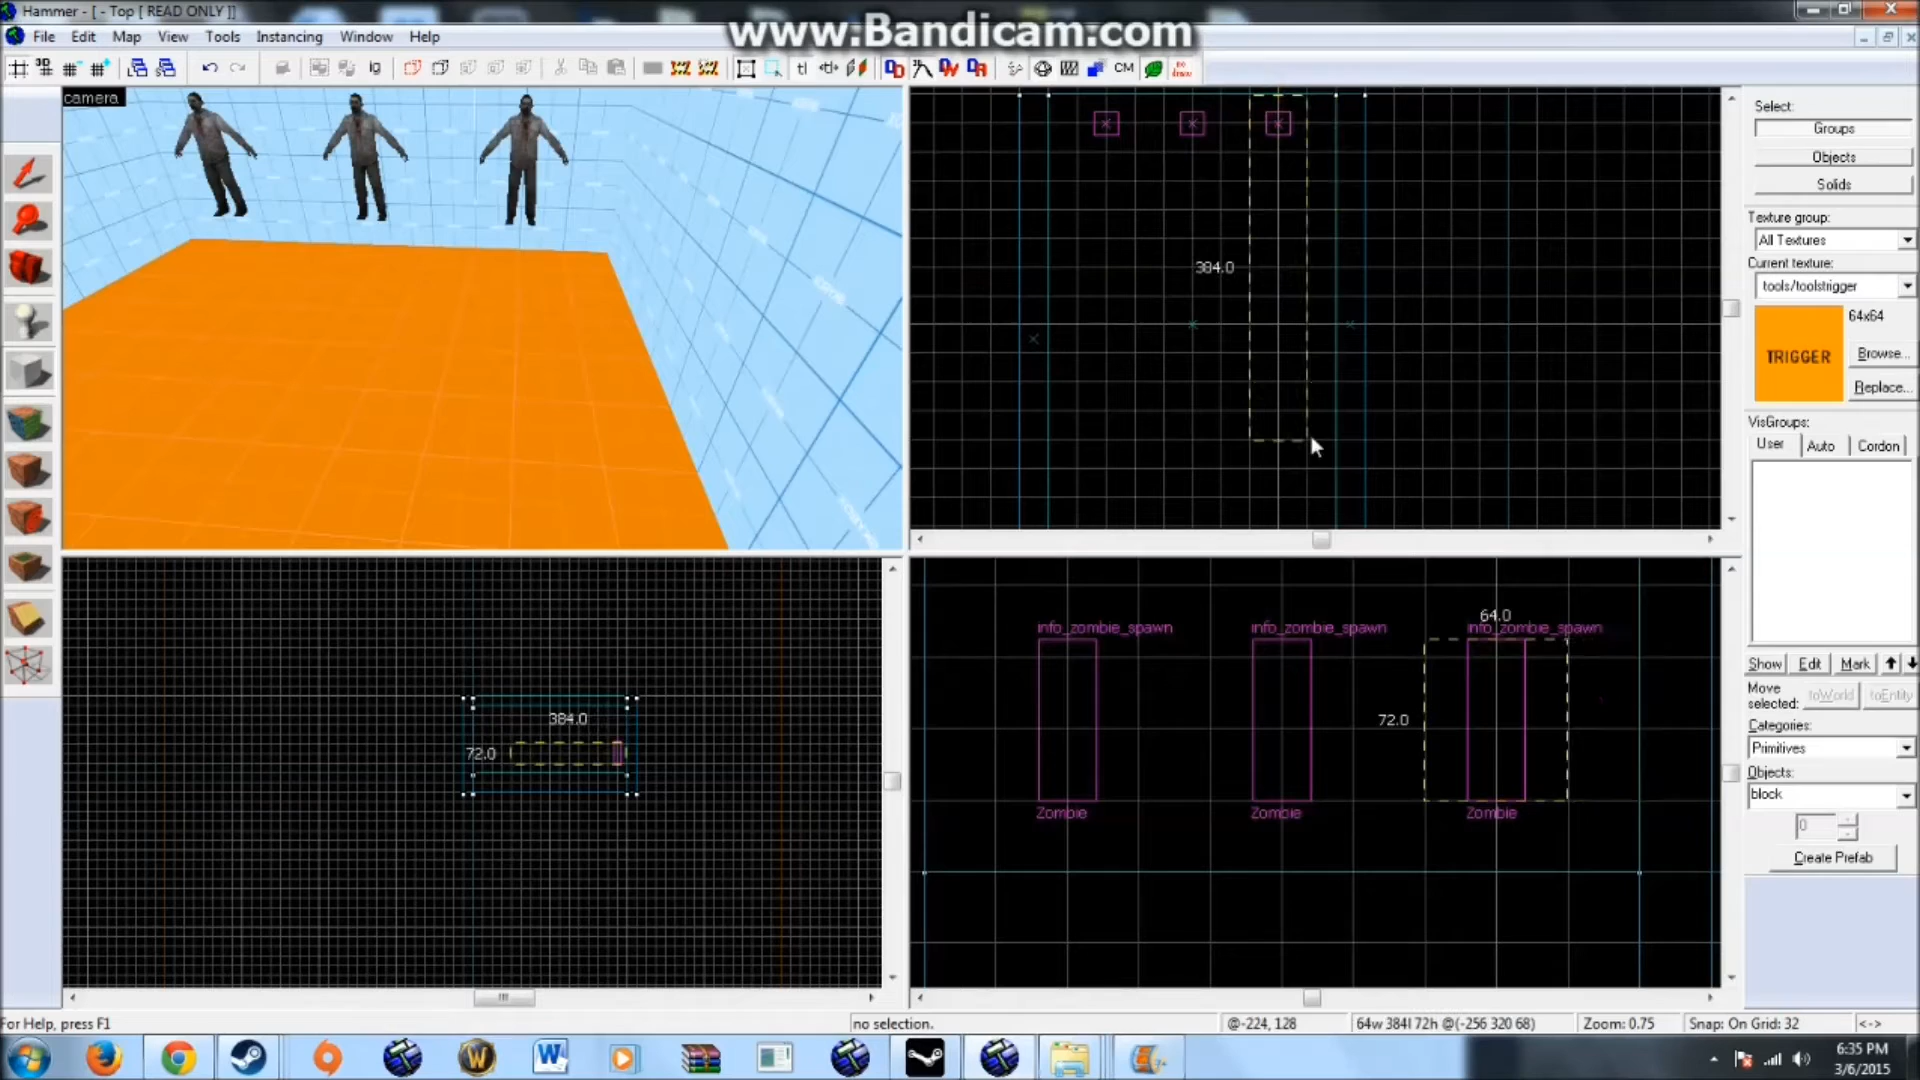 Hammer - [ - Top [ READ ONLY ]]
www.Bandicam.com
File Edit Map View Tools Instancing Window Help
ig
tl
CM
camera
384.0
384.0
72.0
info_zombie_spawn
info_zombie_spawn
64.0
info_zombie_spawn
72.0
Zombie
Zombie
Zombie
Select:
Groups
Objects
Solids
Texture group:
All Textures
Current texture:
tools/toolstrigger
TRIGGER
64x64
Browse...
Replace...
VisGroups:
User Auto Cordon
Show Edit Mark
Move selected: toWorld toEntity
Categories:
Primitives
Objects:
block
0
Create Prefab
For Help, press F1
no selection.
@-224, 128
64w 384l 72h @(-256 320 68)
Zoom: 0.75
Snap: On Grid: 32
<->
6:35 PM
3/6/2015